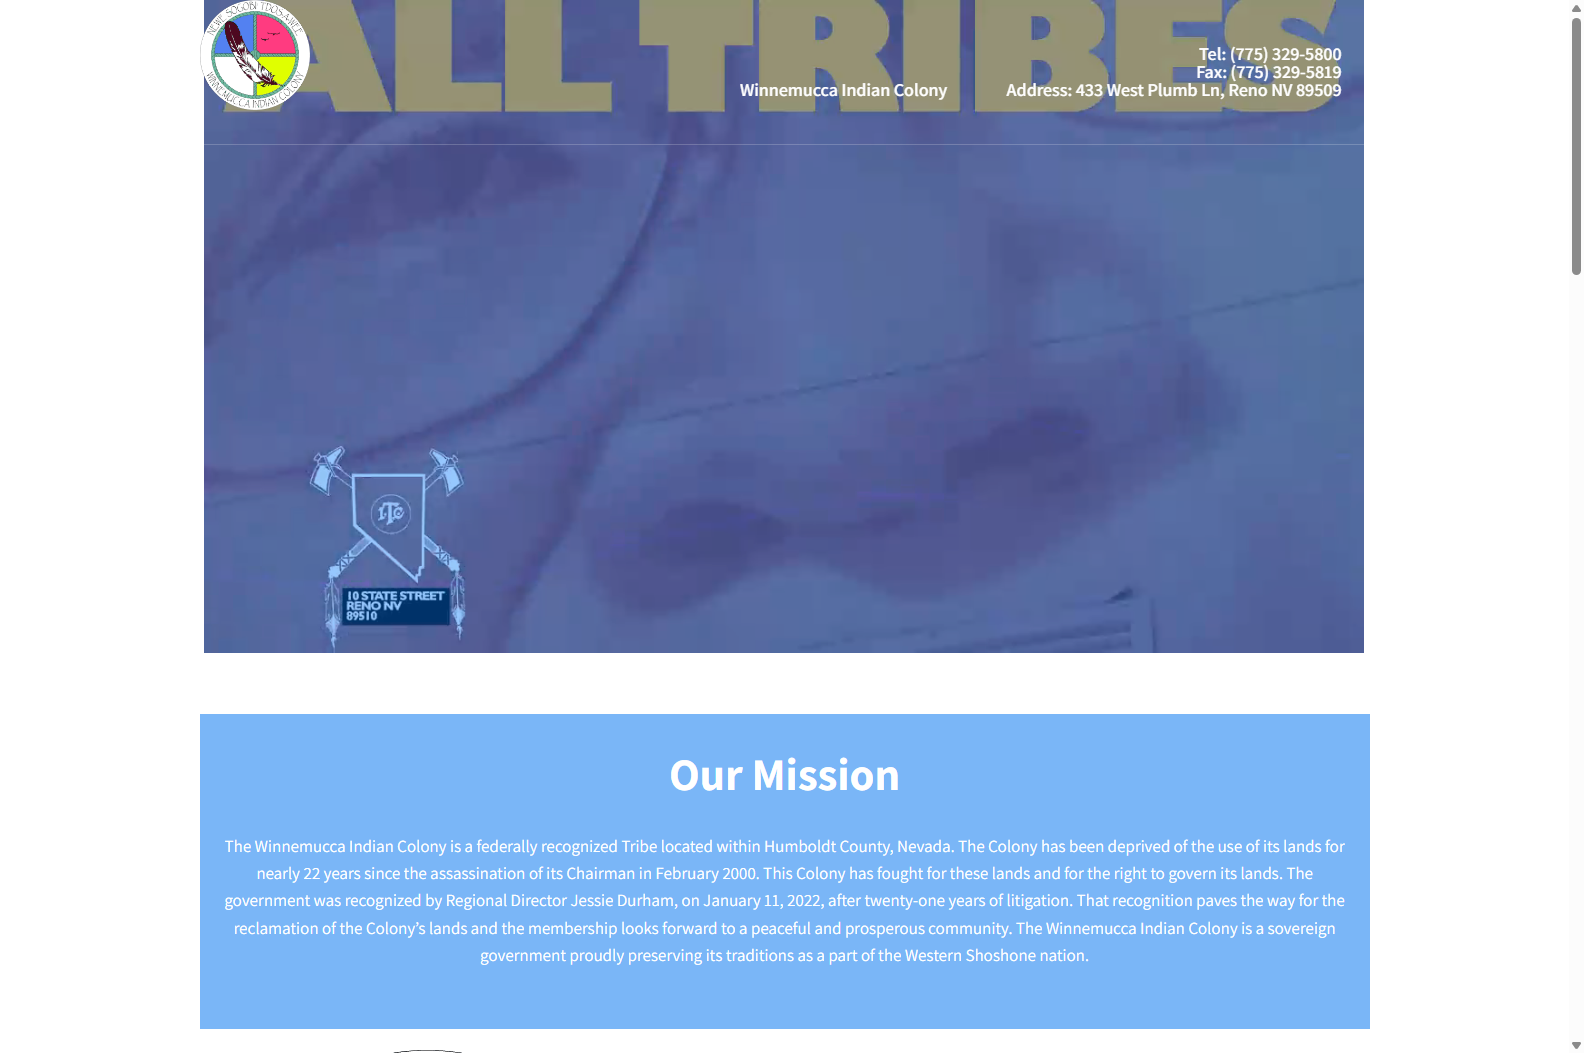 ALL TRIBES
NEWE SOGOBI TDOSA-WEE
WINNEMUCCA INDIAN COLONY
Tel: (775) 329-5800
Fax: (775) 329-5819
Winnemucca Indian Colony
Address: 433 West Plumb Ln, Reno NV 89509
ITC
10 STATE STREET
RENO NV
89510
Our Mission
The Winnemucca Indian Colony is a federally recognized Tribe located within Humboldt County, Nevada. The Colony has been deprived of the use of its lands for
nearly 22 years since the assassination of its Chairman in February 2000. This Colony has fought for these lands and for the right to govern its lands. The
government was recognized by Regional Director Jessie Durham, on January 11, 2022, after twenty-one years of litigation. That recognition paves the way for the
reclamation of the Colony’s lands and the membership looks forward to a peaceful and prosperous community. The Winnemucca Indian Colony is a sovereign
government proudly preserving its traditions as a part of the Western Shoshone nation.